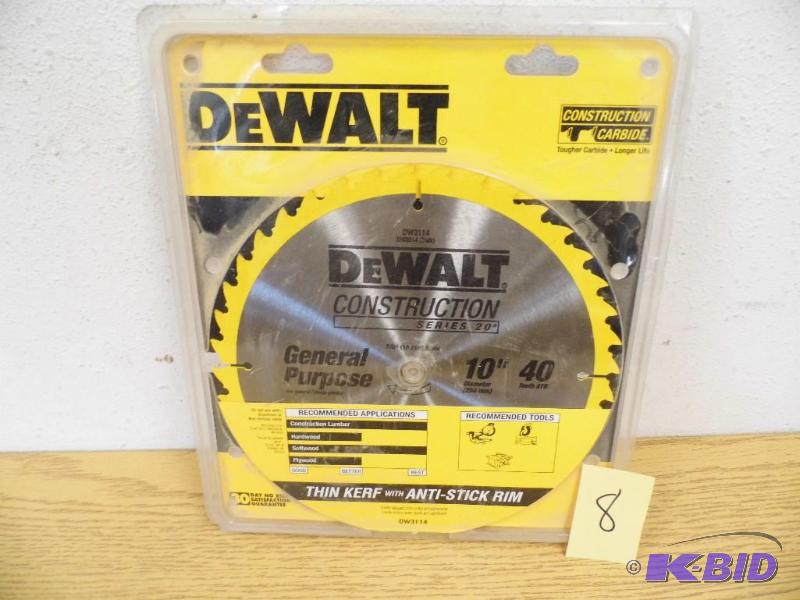 DEWALT
CONSTRUCTION
CARBIDE
Tougher Carbide • Longer Life
DW3114
DEWALT
CONSTRUCTION
SERIES 20
General
Purpose
10"
Diameter
40
Teeth ATB
RECOMMENDED APPLICATIONS
Construction Lumber
Hardwood
Softwood
Plywood
GOOD BETTER BEST
RECOMMENDED TOOLS
THIN KERF WITH ANTI-STICK RIM
DW3114
SATISFACTION
GUARANTEE
8
© K-BID